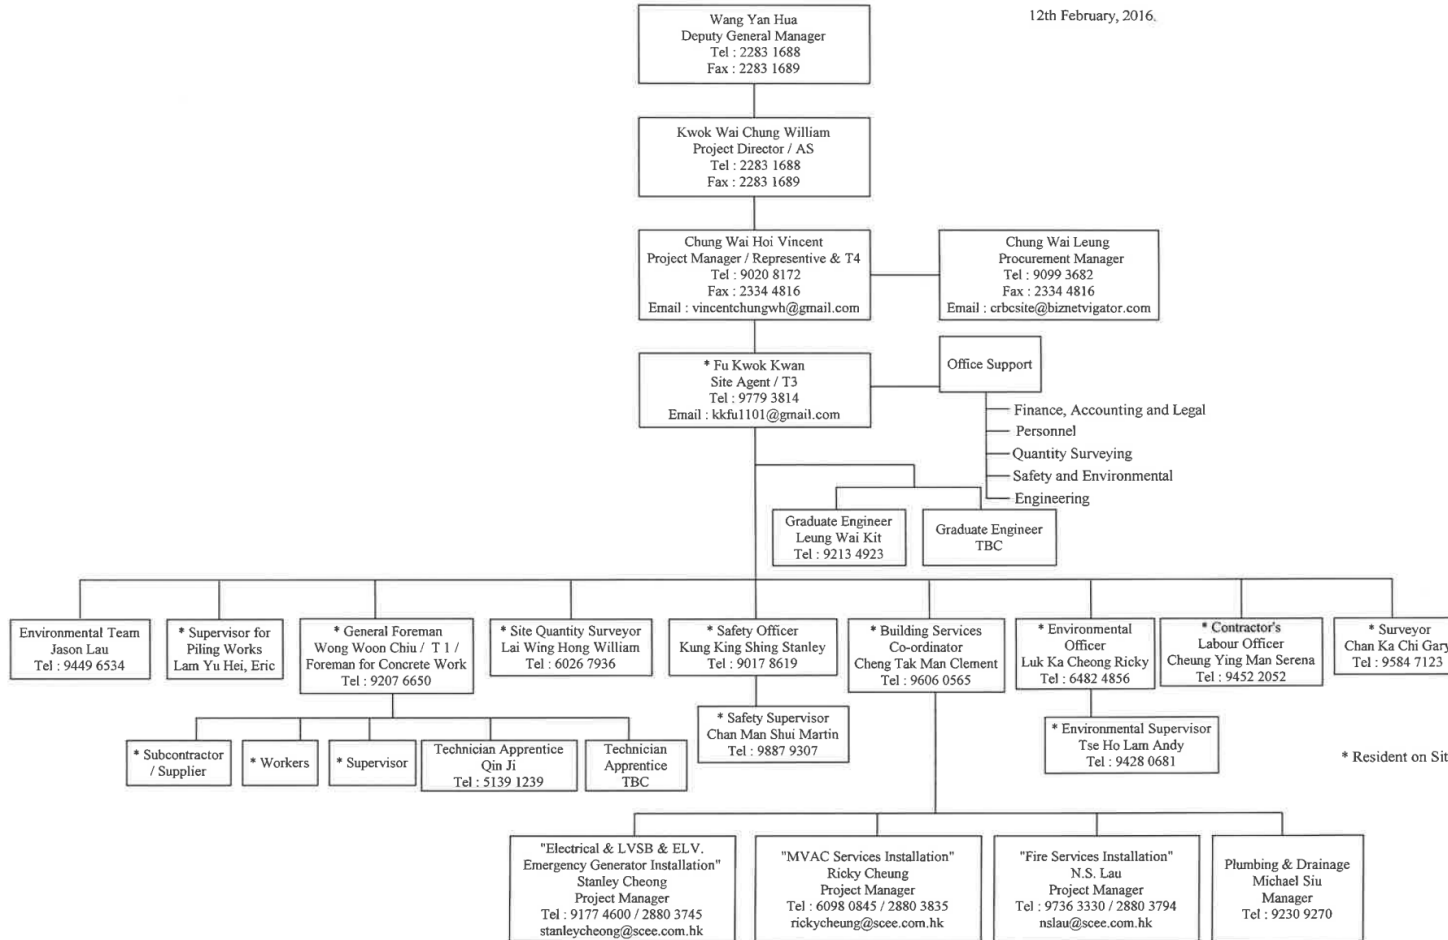 12th February, 2016.
Wang Yan Hua
Deputy General Manager
Tel : 2283 1688
Fax : 2283 1689
Kwok Wai Chung William
Project Director / AS
Tel : 2283 1688
Fax : 2283 1689
Chung Wai Hoi Vincent
Project Manager / Representive & T4
Tel : 9020 8172
Fax : 2334 4816
Email : vincentchungwh@gmail.com
Chung Wai Leung
Procurement Manager
Tel : 9099 3682
Fax : 2334 4816
Email : crbcsite@biznetvigator.com
* Fu Kwok Kwan
Site Agent / T3
Tel : 9779 3814
Email : kkfu1101@gmail.com
Office Support
Finance, Accounting and Legal
Personnel
Quantity Surveying
Safety and Environmental
Engineering
Graduate Engineer
Leung Wai Kit
Tel : 9213 4923
Graduate Engineer
TBC
Environmental Team
Jason Lau
Tel : 9449 6534
* Supervisor for
Piling Works
Lam Yu Hei, Eric
* General Foreman
Wong Woon Chiu / T 1 /
Foreman for Concrete Work
Tel : 9207 6650
* Site Quantity Surveyor
Lai Wing Hong William
Tel : 6026 7936
* Safety Officer
Kung King Shing Stanley
Tel : 9017 8619
* Building Services
Co-ordinator
Cheng Tak Man Clement
Tel : 9606 0565
* Environmental
Officer
Luk Ka Cheong Ricky
Tel : 6482 4856
* Contractor's
Labour Officer
Cheung Ying Man Serena
Tel : 9452 2052
* Surveyor
Chan Ka Chi Gary
Tel : 9584 7123
* Subcontractor
/ Supplier
* Workers
* Supervisor
Technician Apprentice
Qin Ji
Tel : 5139 1239
Technician
Apprentice
TBC
* Safety Supervisor
Chan Man Shui Martin
Tel : 9887 9307
* Environmental Supervisor
Tse Ho Lam Andy
Tel : 9428 0681
* Resident on Sit
"Electrical & LVSB & ELV.
Emergency Generator Installation"
Stanley Cheong
Project Manager
Tel : 9177 4600 / 2880 3745
stanleycheong@scee.com.hk
"MVAC Services Installation"
Ricky Cheung
Project Manager
Tel : 6098 0845 / 2880 3835
rickycheung@scee.com.hk
"Fire Services Installation"
N.S. Lau
Project Manager
Tel : 9736 3330 / 2880 3794
nslau@scee.com.hk
Plumbing & Drainage
Michael Siu
Manager
Tel : 9230 9270